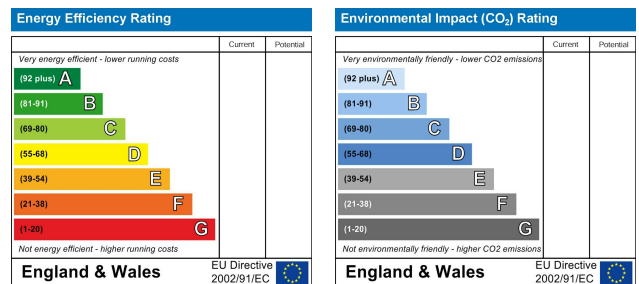 Energy Efficiency Rating
Current Potential
Very energy efficient - lower running costs
(92 plus) A
(81-91) B
(69-80) C
(55-68) D
(39-54) E
(21-38) F
(1-20) G
Not energy efficient - higher running costs
England & Wales
EU Directive
2002/91/EC
Environmental Impact (CO₂) Rating
Current Potential
Very environmentally friendly - lower CO2 emissions
(92 plus) A
(81-91) B
(69-80) C
(55-68) D
(39-54) E
(21-38) F
(1-20) G
Not environmentally friendly - higher CO2 emissions
England & Wales
EU Directive
2002/91/EC